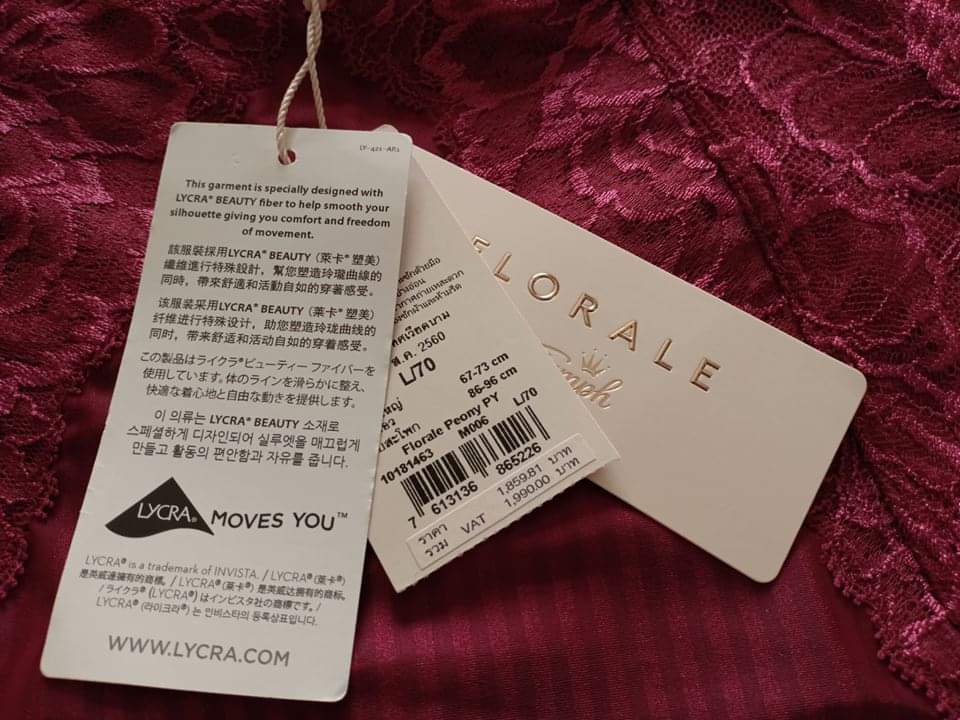 LY-421-AR1
This garment is specially designed with
LYCRA® BEAUTY fiber to help smooth your
silhouette giving you comfort and freedom
of movement.
該服裝採用LYCRA® BEAUTY（萊卡® 塑美）
纖維進行特殊設計，幫您塑造玲瓏曲線的
同時，帶來舒適和活動自如的穿著感受。
该服装采用LYCRA® BEAUTY（莱卡® 塑美）
纤维进行特殊设计，助您塑造玲珑曲线的
同时，带来舒适和活动自如的穿着感受。
この製品はライクラ®ビューティー ファイバーを
使用しています。体のラインを滑らかに整え、
快適な着心地と自由な動きを提供します。
이 의류는 LYCRA® BEAUTY 소재로
스페셜하게 디자인되어 실루엣을 매끄럽게
만들고 활동의 편안함과 자유를 줍니다.
LYCRA® MOVES YOU™
LYCRA® is a trademark of INVISTA. / LYCRA® (萊卡®)
是英威達擁有的商標。/ LYCRA® (莱卡®) 是英威达拥有的商标。
/ ライクラ® (LYCRA®) はインビスタ社の商標です。/
LYCRA® (라이크라®) 는 인비스타의 등록상표입니다.
WWW.LYCRA.COM
ส.ค. 2560
L/70
67-73 cm
86-96 cm
Florale Peony PY L/70
10181463 M006
7 613136 865226
ราคา 1,859.81 บาท
รวม VAT 1,990.00 บาท
FLORALE